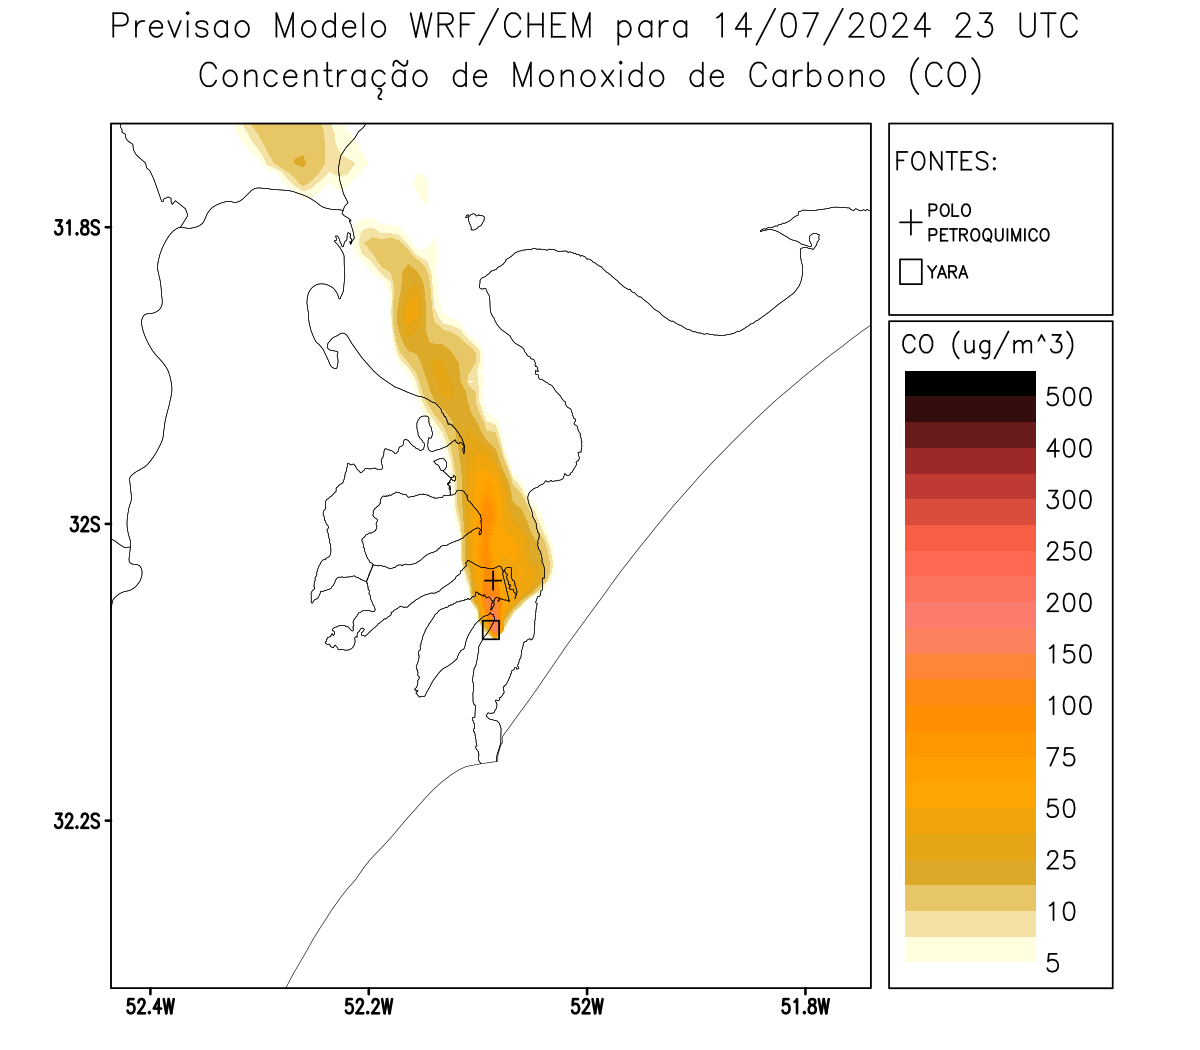 Previsao Modelo WRF/CHEM para 14/07/2024 23 UTC
Concentração de Monoxido de Carbono (CO)
FONTES:
POLO
PETROQUIMICO
YARA
CO (ug/m^3)
500
400
300
250
200
150
100
75
50
25
10
5
31.8S
32S
32.2S
52.4W
52.2W
52W
51.8W